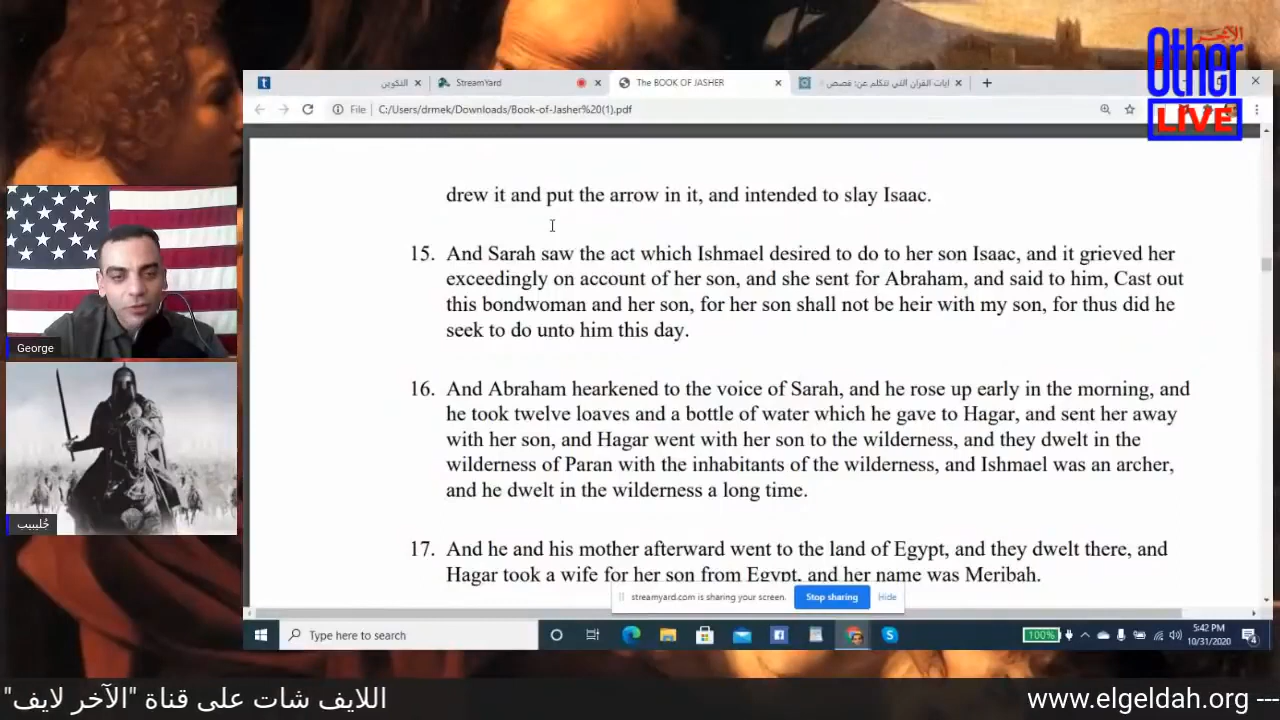 الآخر
Other
LIVE
التكوين
StreamYard
The BOOK OF JASHER
آيات القرآن التي تتكلم عن: قصص
File
C:/Users/drmek/Downloads/Book-of-Jasher%20(1).pdf
drew it and put the arrow in it, and intended to slay Isaac.
15. And Sarah saw the act which Ishmael desired to do to her son Isaac, and it grieved her
exceedingly on account of her son, and she sent for Abraham, and said to him, Cast out
this bondwoman and her son, for her son shall not be heir with my son, for thus did he
seek to do unto him this day.
16. And Abraham hearkened to the voice of Sarah, and he rose up early in the morning, and
he took twelve loaves and a bottle of water which he gave to Hagar, and sent her away
with her son, and Hagar went with her son to the wilderness, and they dwelt in the
wilderness of Paran with the inhabitants of the wilderness, and Ishmael was an archer,
and he dwelt in the wilderness a long time.
17. And he and his mother afterward went to the land of Egypt, and they dwelt there, and
Hagar took a wife for her son from Egypt, and her name was Meribah.
George
جُليبيب
streamyard.com is sharing your screen.
Stop sharing
Hide
Type here to search
100%
5:42 PM
10/31/2020
4
اللايف شات على قناة "الآخر لايف"
www.elgeldah.org ---